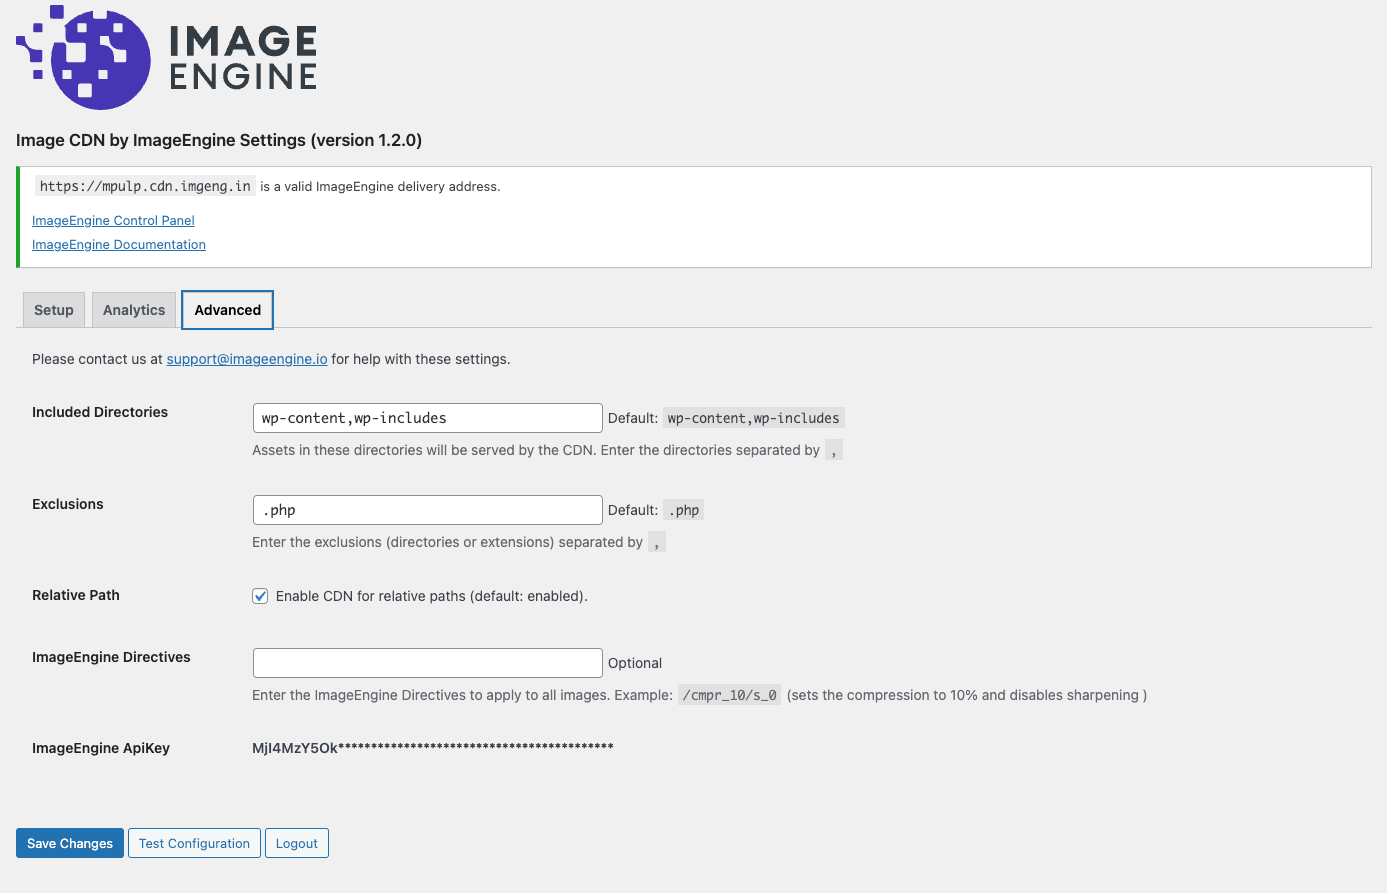 IMAGE
ENGINE
Image CDN by ImageEngine Settings (version 1.2.0)
https://mpulp.cdn.imgeng.in is a valid ImageEngine delivery address.
ImageEngine Control Panel
ImageEngine Documentation
Setup Analytics Advanced
Please contact us at support@imageengine.io for help with these settings.
Included Directories wp-content,wp-includes Default: wp-content,wp-includes
Assets in these directories will be served by the CDN. Enter the directories separated by ,
Exclusions .php Default: .php
Enter the exclusions (directories or extensions) separated by ,
Relative Path Enable CDN for relative paths (default: enabled).
ImageEngine Directives Optional
Enter the ImageEngine Directives to apply to all images. Example: /cmpr_10/s_0 (sets the compression to 10% and disables sharpening )
ImageEngine ApiKey MjI4MzY5Ok******************************************
Save Changes Test Configuration Logout